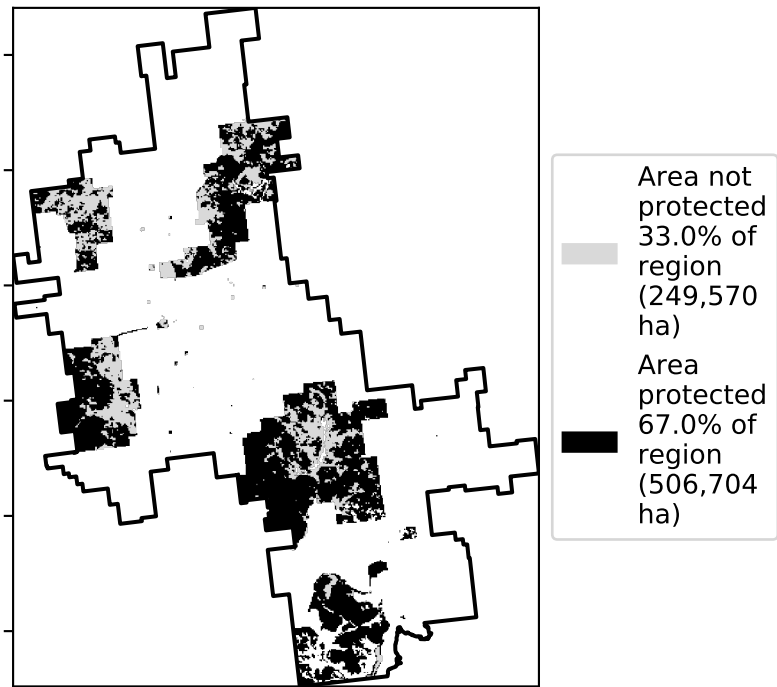 Area not
protected
33.0% of
region
(249,570
ha)
Area
protected
67.0% of
region
(506,704
ha)